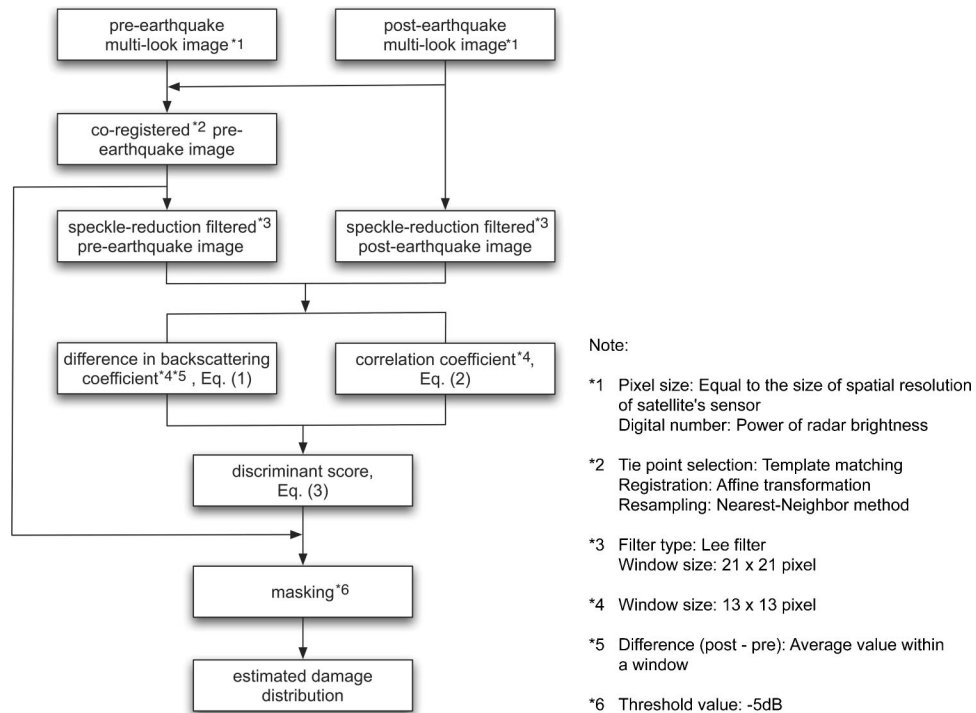 pre-earthquake
multi-look image*1
post-earthquake
multi-look image*1
co-registered*2 pre-
earthquake image
speckle-reduction filtered*3
pre-earthquake image
speckle-reduction filtered*3
post-earthquake image
difference in backscattering
coefficient*4*5 , Eq. (1)
correlation coefficient*4,
Eq. (2)
discriminant score,
Eq. (3)
masking*6
estimated damage
distribution
Note:
*1 Pixel size: Equal to the size of spatial resolution
of satellite's sensor
Digital number: Power of radar brightness
*2 Tie point selection: Template matching
Registration: Affine transformation
Resampling: Nearest-Neighbor method
*3 Filter type: Lee filter
Window size: 21 x 21 pixel
*4 Window size: 13 x 13 pixel
*5 Difference (post - pre): Average value within
a window
*6 Threshold value: -5dB